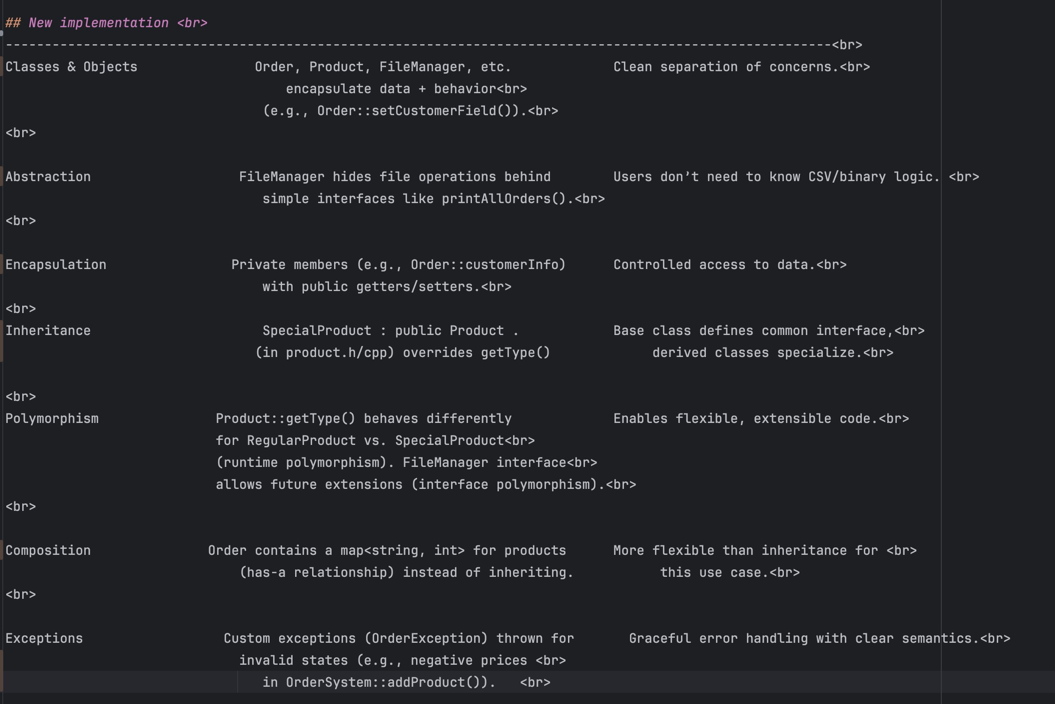 ## New implementation <br>
----------------------------------------------------------------------------------------------------------<br>
Classes & Objects               Order, Product, FileManager, etc.             Clean separation of concerns.<br>
                                    encapsulate data + behavior<br>
                                 (e.g., Order::setCustomerField()).<br>
<br>
Abstraction                   FileManager hides file operations behind        Users don’t need to know CSV/binary logic. <br>
                                 simple interfaces like printAllOrders().<br>
<br>
Encapsulation                Private members (e.g., Order::customerInfo)      Controlled access to data.<br>
                                 with public getters/setters.<br>
<br>
Inheritance                      SpecialProduct : public Product .            Base class defines common interface,<br>
                                (in product.h/cpp) overrides getType()             derived classes specialize.<br>
<br>
Polymorphism               Product::getType() behaves differently             Enables flexible, extensible code.<br>
                           for RegularProduct vs. SpecialProduct<br>
                           (runtime polymorphism). FileManager interface<br>
                           allows future extensions (interface polymorphism).<br>
<br>
Composition               Order contains a map<string, int> for products      More flexible than inheritance for <br>
                              (has-a relationship) instead of inheriting.           this use case.<br>
<br>
Exceptions                  Custom exceptions (OrderException) thrown for       Graceful error handling with clear semantics.<br>
                              invalid states (e.g., negative prices <br>
                                 in OrderSystem::addProduct()).   <br>